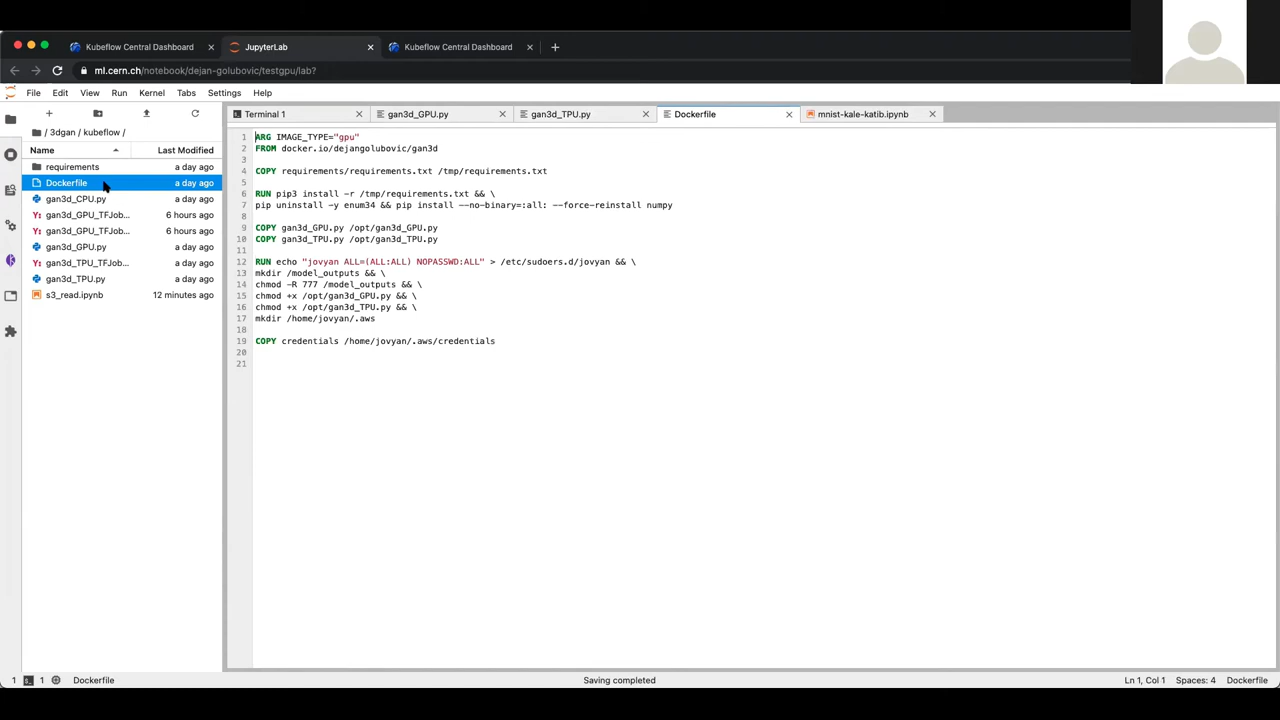 Kubeflow Central Dashboard
JupyterLab
Kubeflow Central Dashboard
ml.cern.ch/notebook/dejan-golubovic/testgpu/lab?
File Edit View Run Kernel Tabs Settings Help
Terminal 1
gan3d_GPU.py
gan3d_TPU.py
Dockerfile
mnist-kale-katib.ipynb
/ 3dgan / kubeflow /
Name Last Modified
requirements a day ago
Dockerfile a day ago
gan3d_CPU.py a day ago
gan3d_GPU_TFJob... 6 hours ago
gan3d_GPU_TFJob... 6 hours ago
gan3d_GPU.py a day ago
gan3d_TPU_TFJob... a day ago
gan3d_TPU.py a day ago
s3_read.ipynb 12 minutes ago
1 ARG IMAGE_TYPE="gpu"
2 FROM docker.io/dejangolubovic/gan3d
3
4 COPY requirements/requirements.txt /tmp/requirements.txt
5
6 RUN pip3 install -r /tmp/requirements.txt && \
7 pip uninstall -y enum34 && pip install --no-binary=:all: --force-reinstall numpy
8
9 COPY gan3d_GPU.py /opt/gan3d_GPU.py
10 COPY gan3d_TPU.py /opt/gan3d_TPU.py
11
12 RUN echo "jovyan ALL=(ALL:ALL) NOPASSWD:ALL" > /etc/sudoers.d/jovyan && \
13 mkdir /model_outputs && \
14 chmod -R 777 /model_outputs && \
15 chmod +x /opt/gan3d_GPU.py && \
16 chmod +x /opt/gan3d_TPU.py && \
17 mkdir /home/jovyan/.aws
18
19 COPY credentials /home/jovyan/.aws/credentials
20
21
1 1 Dockerfile Saving completed Ln 1, Col 1 Spaces: 4 Dockerfile